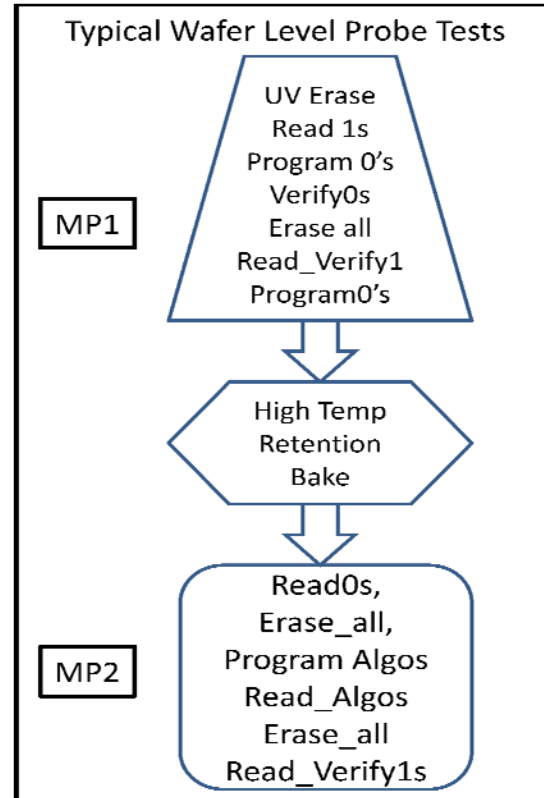 Typical Wafer Level Probe Tests
UV Erase
Read 1s
Program 0's
Verify0s
Erase all
Read_Verify1
Program0's
MP1
High Temp
Retention
Bake
Read0s,
Erase_all,
Program Algos
Read_Algos
Erase_all
Read_Verify1s
MP2